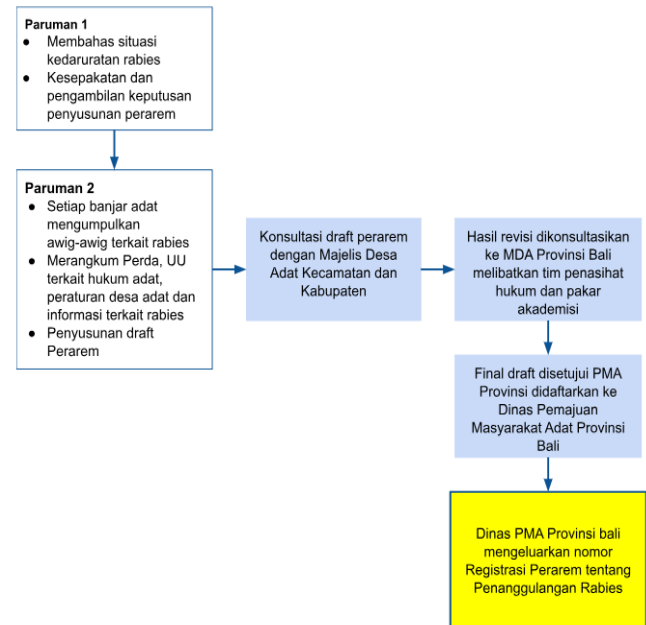 Paruman 1
● Membahas situasi
kedaruratan rabies
● Kesepakatan dan
pengambilan keputusan
penyusunan perarem
Paruman 2
● Setiap banjar adat
mengumpulkan
awig-awig terkait rabies
● Merangkum Perda, UU
terkait hukum adat,
peraturan desa adat dan
informasi terkait rabies
● Penyusunan draft
Perarem
Konsultasi draft perarem
dengan Majelis Desa
Adat Kecamatan dan
Kabupaten
Hasil revisi dikonsultasikan
ke MDA Provinsi Bali
melibatkan tim penasihat
hukum dan pakar
akademisi
Final draft disetujui PMA
Provinsi didaftarkan ke
Dinas Pemajuan
Masyarakat Adat Provinsi
Bali
Dinas PMA Provinsi bali
mengeluarkan nomor
Registrasi Perarem tentang
Penanggulangan Rabies